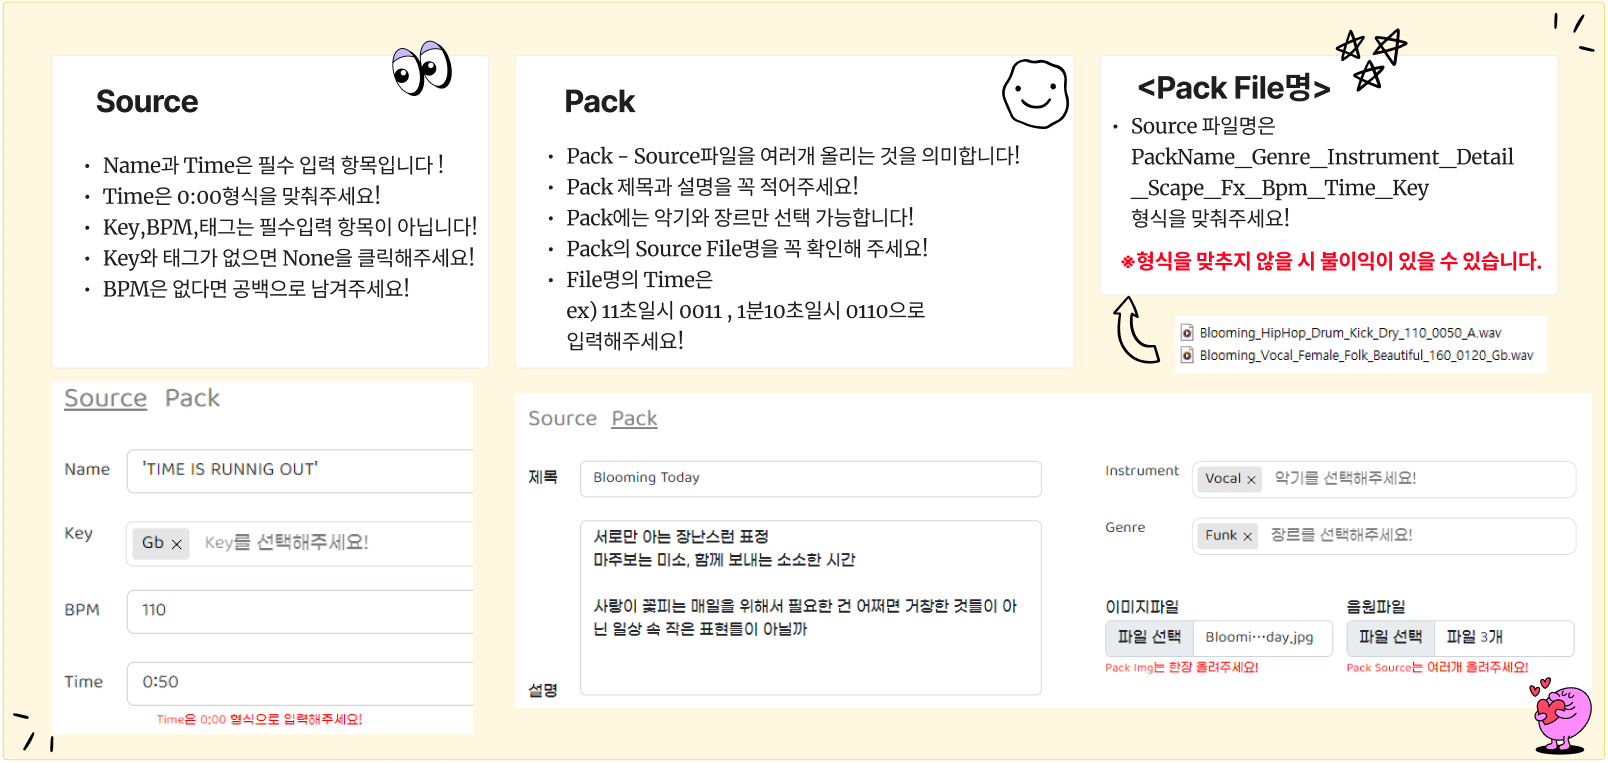 Source
• Name과 Time은 필수 입력 항목입니다 !
• Time은 0:00형식을 맞춰주세요!
• Key,BPM,태그는 필수입력 항목이 아닙니다!
• Key와 태그가 없으면 None을 클릭해주세요!
• BPM은 없다면 공백으로 남겨주세요!
Pack
• Pack - Source파일을 여러개 올리는 것을 의미합니다!
• Pack 제목과 설명을 꼭 적어주세요!
• Pack에는 악기와 장르만 선택 가능합니다!
• Pack의 Source File명을 꼭 확인해 주세요!
• File명의 Time은
ex) 11초일시 0011 , 1분10초일시 0110으로
입력해주세요!
<Pack File명>
• Source 파일명은
PackName_Genre_Instrument_Detail
_Scape_Fx_Bpm_Time_Key
형식을 맞춰주세요!
※형식을 맞추지 않을 시 불이익이 있을 수 있습니다.
Blooming_HipHop_Drum_Kick_Dry_110_0050_A.wav
Blooming_Vocal_Female_Folk_Beautiful_160_0120_Gb.wav
Source Pack
Name 'TIME IS RUNNIG OUT'
Key Gb × Key를 선택해주세요!
BPM 110
Time 0:50
Time은 0:00 형식으로 입력해주세요!
Source Pack
제목 Blooming Today
서로만 아는 장난스런 표정
마주보는 미소, 함께 보내는 소소한 시간
사랑이 꽃피는 매일을 위해서 필요한 건 어쩌면 거창한 것들이 아
닌 일상 속 작은 표현들이 아닐까
설명
Instrument Vocal × 악기를 선택해주세요!
Genre Funk × 장르를 선택해주세요!
이미지파일
파일 선택 Bloomi···day.jpg
Pack Img는 한장 올려주세요!
음원파일
파일 선택 파일 3개
Pack Source는 여러개 올려주세요!